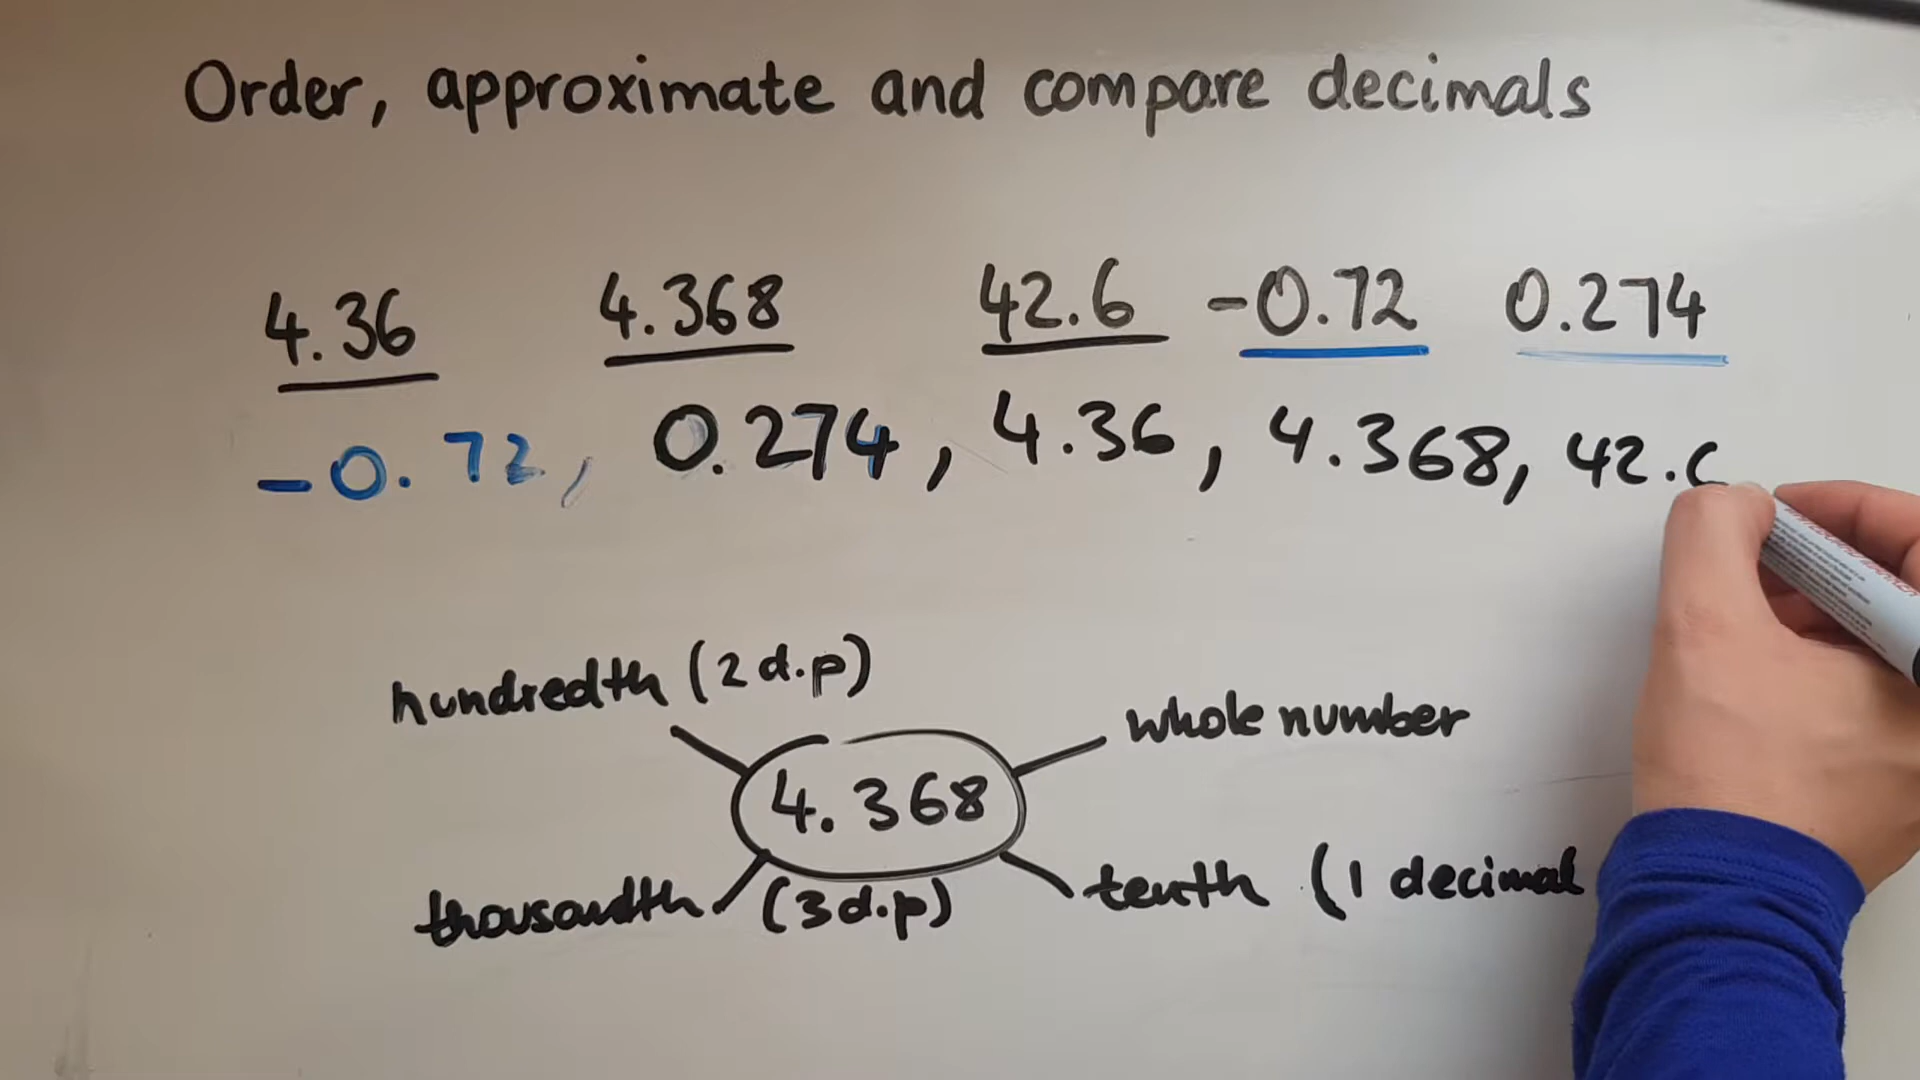 Order, approximate and compare decimals
4.36 4.368 42.6 -0.72 0.274
-0.72, 0.274, 4.36, 4.368, 42.6
hundredth (2 d.p)
whole number
4.368
thousandth (3 d.p)
tenth (1 decimal